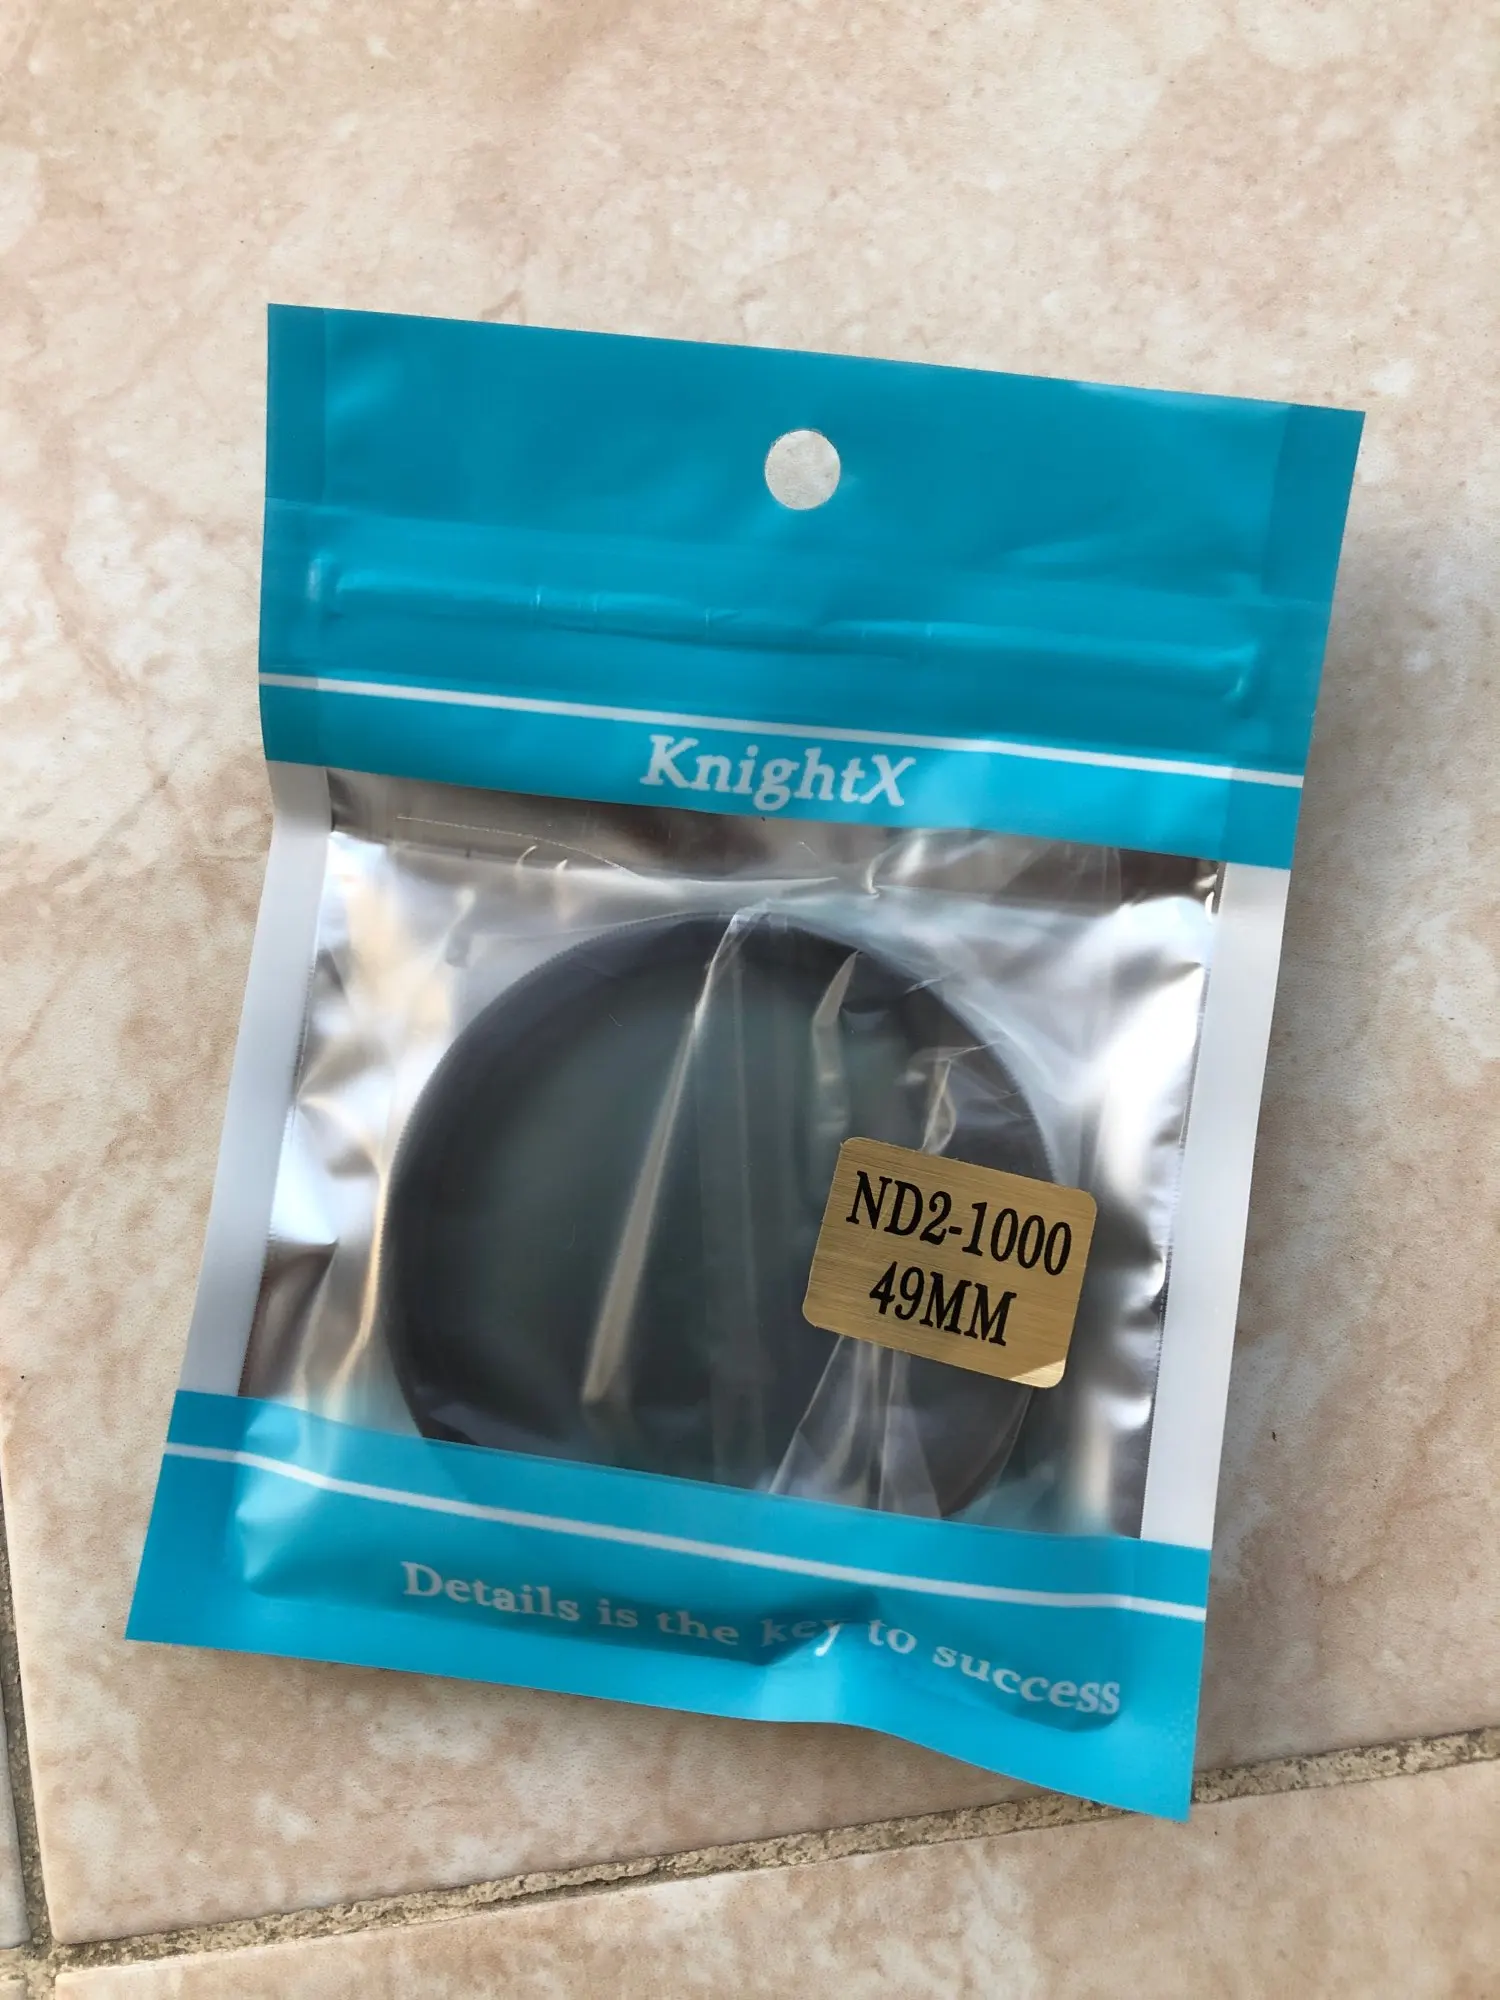 KnightX
ND2-1000
49MM
Details is the key to success